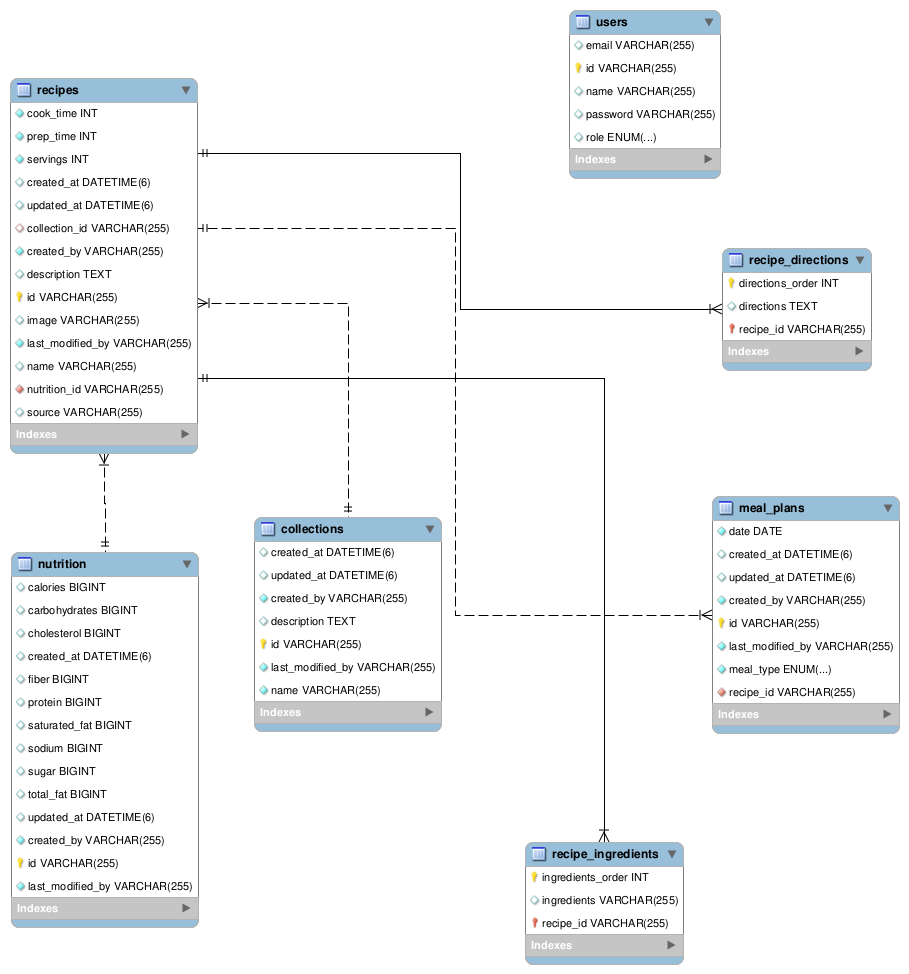 users
email VARCHAR(255)
id VARCHAR(255)
name VARCHAR(255)
password VARCHAR(255)
role ENUM(...)
Indexes
recipes
cook_time INT
prep_time INT
servings INT
created_at DATETIME(6)
updated_at DATETIME(6)
collection_id VARCHAR(255)
created_by VARCHAR(255)
description TEXT
id VARCHAR(255)
image VARCHAR(255)
last_modified_by VARCHAR(255)
name VARCHAR(255)
nutrition_id VARCHAR(255)
source VARCHAR(255)
Indexes
recipe_directions
directions_order INT
directions TEXT
recipe_id VARCHAR(255)
Indexes
meal_plans
date DATE
created_at DATETIME(6)
updated_at DATETIME(6)
created_by VARCHAR(255)
id VARCHAR(255)
last_modified_by VARCHAR(255)
meal_type ENUM(...)
recipe_id VARCHAR(255)
Indexes
collections
created_at DATETIME(6)
updated_at DATETIME(6)
created_by VARCHAR(255)
description TEXT
id VARCHAR(255)
last_modified_by VARCHAR(255)
name VARCHAR(255)
Indexes
nutrition
calories BIGINT
carbohydrates BIGINT
cholesterol BIGINT
created_at DATETIME(6)
fiber BIGINT
protein BIGINT
saturated_fat BIGINT
sodium BIGINT
sugar BIGINT
total_fat BIGINT
updated_at DATETIME(6)
created_by VARCHAR(255)
id VARCHAR(255)
last_modified_by VARCHAR(255)
Indexes
recipe_ingredients
ingredients_order INT
ingredients VARCHAR(255)
recipe_id VARCHAR(255)
Indexes